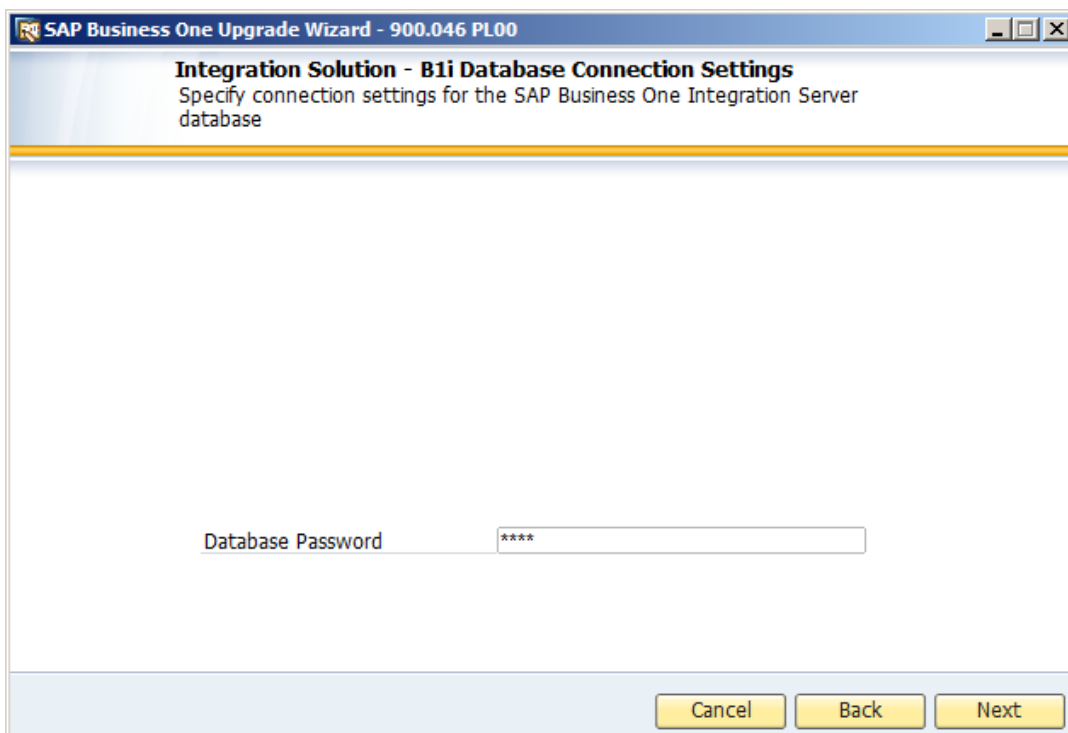 SAP Business One Upgrade Wizard - 900.046 PL00
Integration Solution - B1i Database Connection Settings
Specify connection settings for the SAP Business One Integration Server
database
Database Password ****
Cancel Back Next